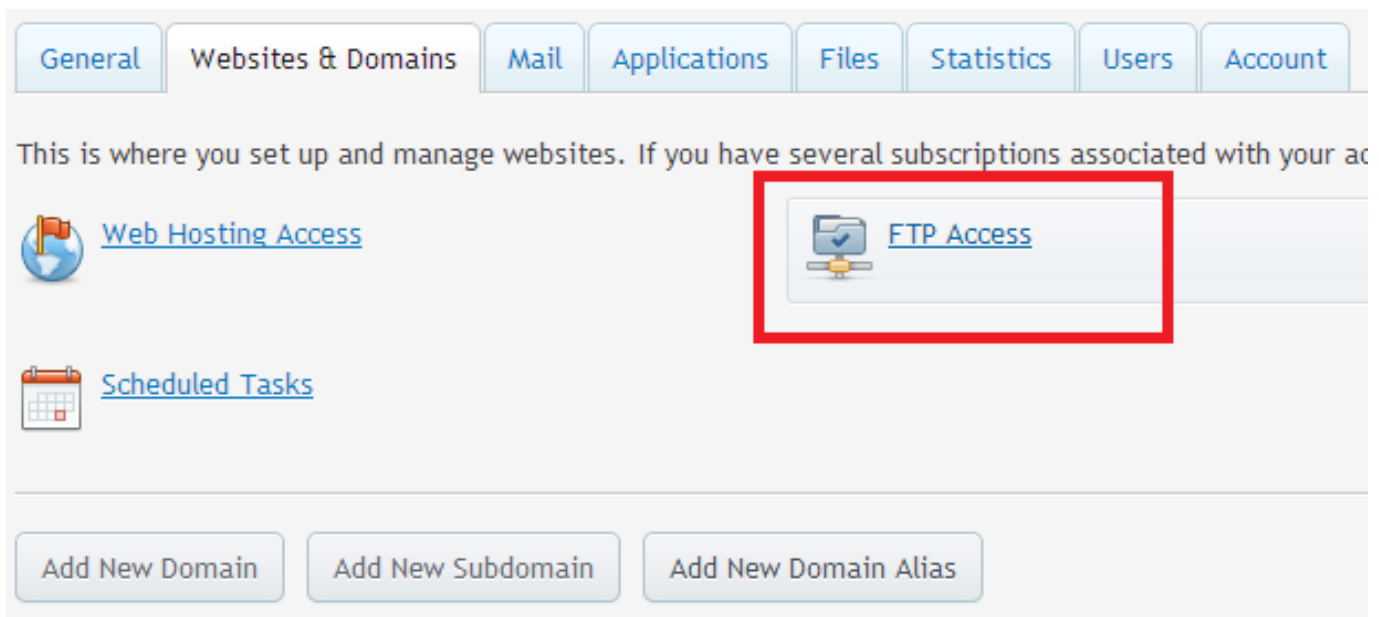 General Websites & Domains Mail Applications Files Statistics Users Account
This is where you set up and manage websites. If you have several subscriptions associated with your ac
Web Hosting Access FTP Access
Scheduled Tasks
Add New Domain Add New Subdomain Add New Domain Alias